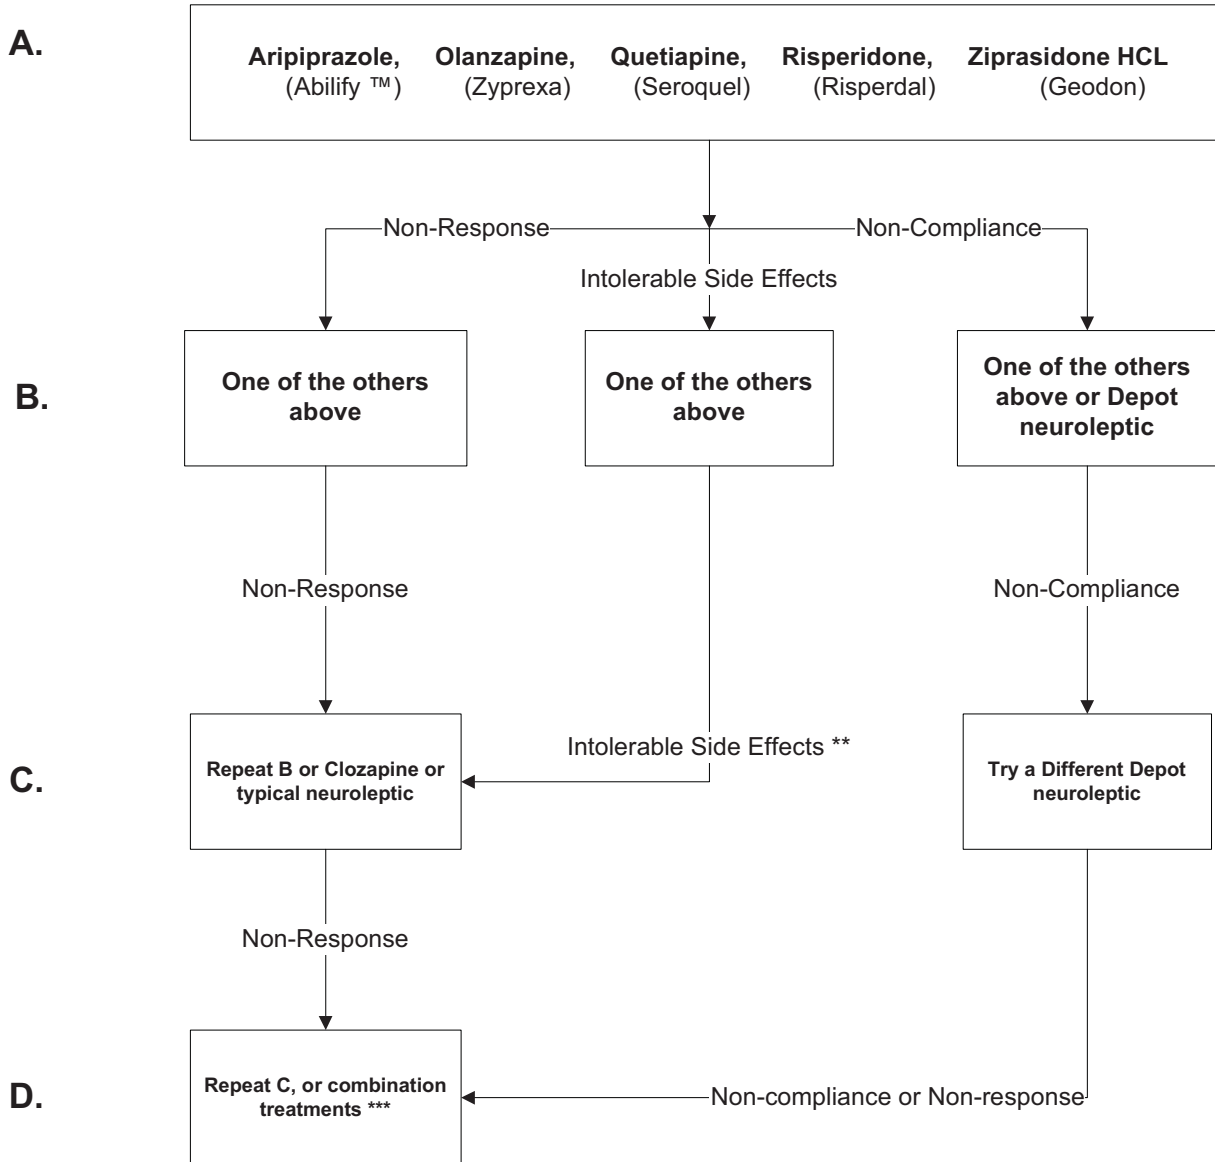 A.
Aripiprazole, Olanzapine, Quetiapine, Risperidone, Ziprasidone HCL
(Abilify ™) (Zyprexa) (Seroquel) (Risperdal) (Geodon)
Non-Response
Non-Compliance
Intolerable Side Effects
B.
One of the others
above
One of the others
above
One of the others
above or Depot
neuroleptic
Non-Response
Non-Compliance
Intolerable Side Effects **
C.
Repeat B or Clozapine or
typical neuroleptic
Try a Different Depot
neuroleptic
Non-Response
D.
Repeat C, or combination
treatments ***
Non-compliance or Non-response